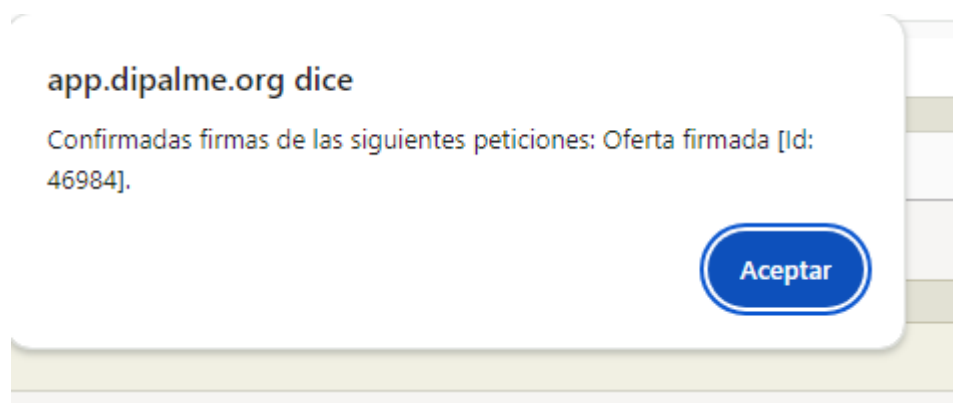 app.dipalme.org dice
Confirmadas firmas de las siguientes peticiones: Oferta firmada [Id:
46984].
Aceptar